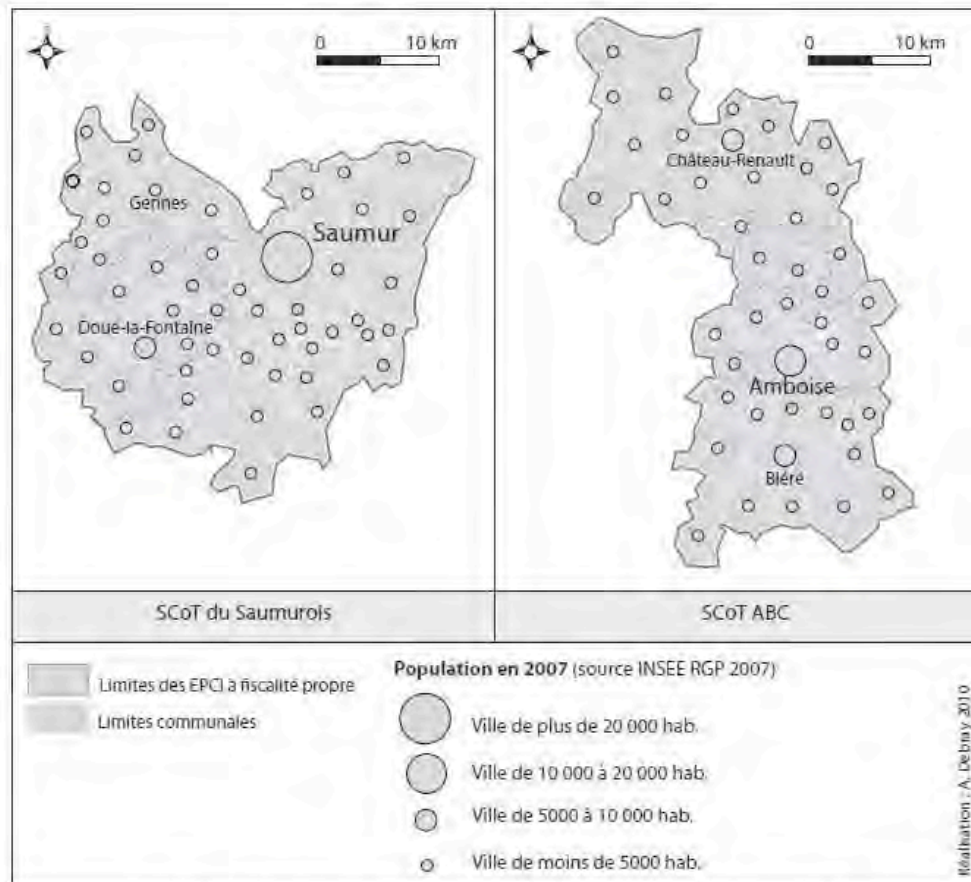 0 10 km
Gennes
Saumur
Doué-la-Fontaine
0 10 km
Château-Renault
Amboise
Bléré
SCoT du Saumurois
SCoT ABC
Limites des EPCI à fiscalité propre
Limites communales
Population en 2007 (source INSEE RGP 2007)
Ville de plus de 20 000 hab.
Ville de 10 000 à 20 000 hab.
Ville de 5000 à 10 000 hab.
Ville de moins de 5000 hab.
Réalisation : A. Debray 2010